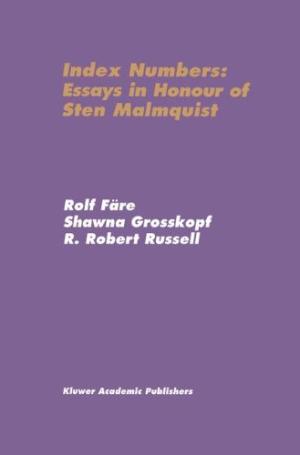 Index Numbers:
Essays in Honour of
Sten Malmquist
Rolf Färe
Shawna Grosskopf
R. Robert Russell
Kluwer Academic Publishers